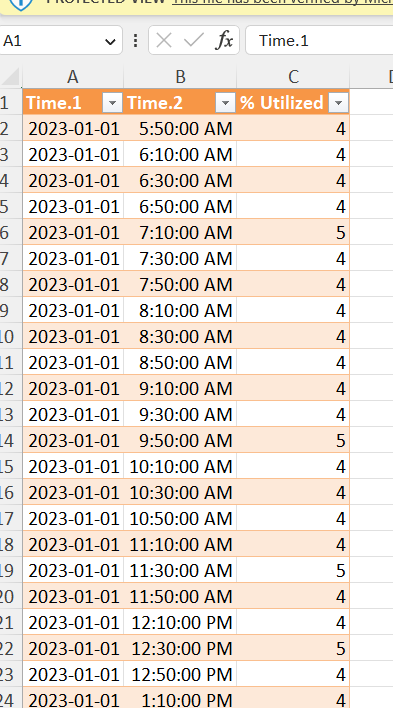 PROTECTED VIEW This file has been verified by Micr
A1 fx Time.1
A B C
1 Time.1 Time.2 % Utilized
2 2023-01-01 5:50:00 AM 4
3 2023-01-01 6:10:00 AM 4
4 2023-01-01 6:30:00 AM 4
5 2023-01-01 6:50:00 AM 4
6 2023-01-01 7:10:00 AM 5
7 2023-01-01 7:30:00 AM 4
8 2023-01-01 7:50:00 AM 4
9 2023-01-01 8:10:00 AM 4
10 2023-01-01 8:30:00 AM 4
11 2023-01-01 8:50:00 AM 4
12 2023-01-01 9:10:00 AM 4
13 2023-01-01 9:30:00 AM 4
14 2023-01-01 9:50:00 AM 5
15 2023-01-01 10:10:00 AM 4
16 2023-01-01 10:30:00 AM 4
17 2023-01-01 10:50:00 AM 4
18 2023-01-01 11:10:00 AM 4
19 2023-01-01 11:30:00 AM 5
20 2023-01-01 11:50:00 AM 4
21 2023-01-01 12:10:00 PM 4
22 2023-01-01 12:30:00 PM 5
23 2023-01-01 12:50:00 PM 4
24 2023-01-01 1:10:00 PM 4